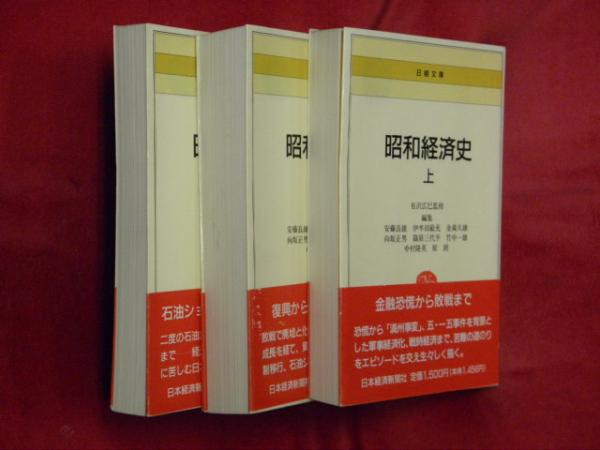 日経文庫
昭和経済史
上
有沢広巳監修
編集
安藤良雄 伊牟田敏充 金森久雄
向坂正男 篠原三代平 竹中一雄
中村隆英 原朗
金融恐慌から敗戦まで
恐慌から「満州事変」、五・一五事件を背景と
した軍事経済化、戦時経済まで、苦難の道のり
をエピソードを交え生々しく描く。
日本経済新聞社 定価1,500円(本体1,456円)
昭和
安藤良雄
向坂正男
復興から
敗戦で廃墟と化
成長を経て、
制移行、石油シ
日本経済新聞
石油ショ
二度の石油
まで 経
に苦しむ日
日本経済新